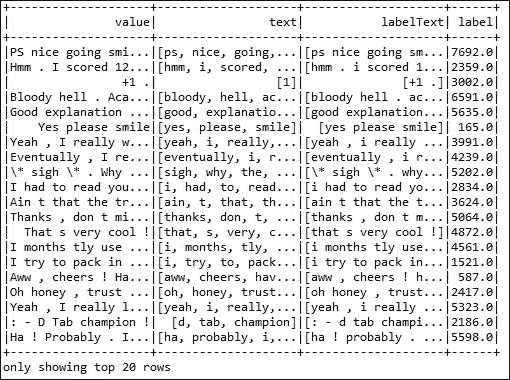 +--------------------+--------------------+--------------------+------+
|               value|                text|           labelText| label|
+--------------------+--------------------+--------------------+------+
|PS nice going smi...|[ps, nice, going,...|[ps nice going sm...|7692.0|
|Hmm . I scored 12...|[hmm, i, scored, ...|[hmm . i scored 1...|2359.0|
|                +1 .|                 [1]|              [+1 .]|3002.0|
|Bloody hell . Aca...|[bloody, hell, ac...|[bloody hell . ac...|6591.0|
|Good explanation ...|[good, explanatio...|[good explanation...|5635.0|
|    Yes please smile|[yes, please, smile]|  [yes please smile]| 165.0|
|Yeah , I really w...|[yeah, i, really,...|[yeah , i really ...|3991.0|
|Eventually , I re...|[eventually, i, r...|[eventually , i r...|4239.0|
|\* sigh \* . Why ...|[sigh, why, the, ...|[\* sigh \* . why...|5202.0|
|I had to read you...|[i, had, to, read...|[i had to read yo...|2834.0|
|Ain t that the tr...|[ain, t, that, th...|[ain t that the t...|3624.0|
|Thanks , don t mi...|[thanks, don, t, ...|[thanks , don t m...|5064.0|
|  That s very cool !|[that, s, very, c...|[that s very cool !]|4872.0|
|I months tly use ...|[i, months, tly, ...|[i months tly use...|4561.0|
|I try to pack in ...|[i, try, to, pack...|[i try to pack in...|1521.0|
|Aww , cheers ! Ha...|[aww, cheers, hav...|[aww , cheers ! h...| 587.0|
|Oh honey , trust ...|[oh, honey, trust...|[oh honey , trust...|2417.0|
|Yeah , I really l...|[yeah, i, really,...|[yeah , i really ...|5323.0|
|: - D Tab champion !|  [d, tab, champion]|[: - d tab champi...|2186.0|
|Ha ! Probably . I...|[ha, probably, i,...|[ha ! probably . ...|5598.0|
+--------------------+--------------------+--------------------+------+
only showing top 20 rows